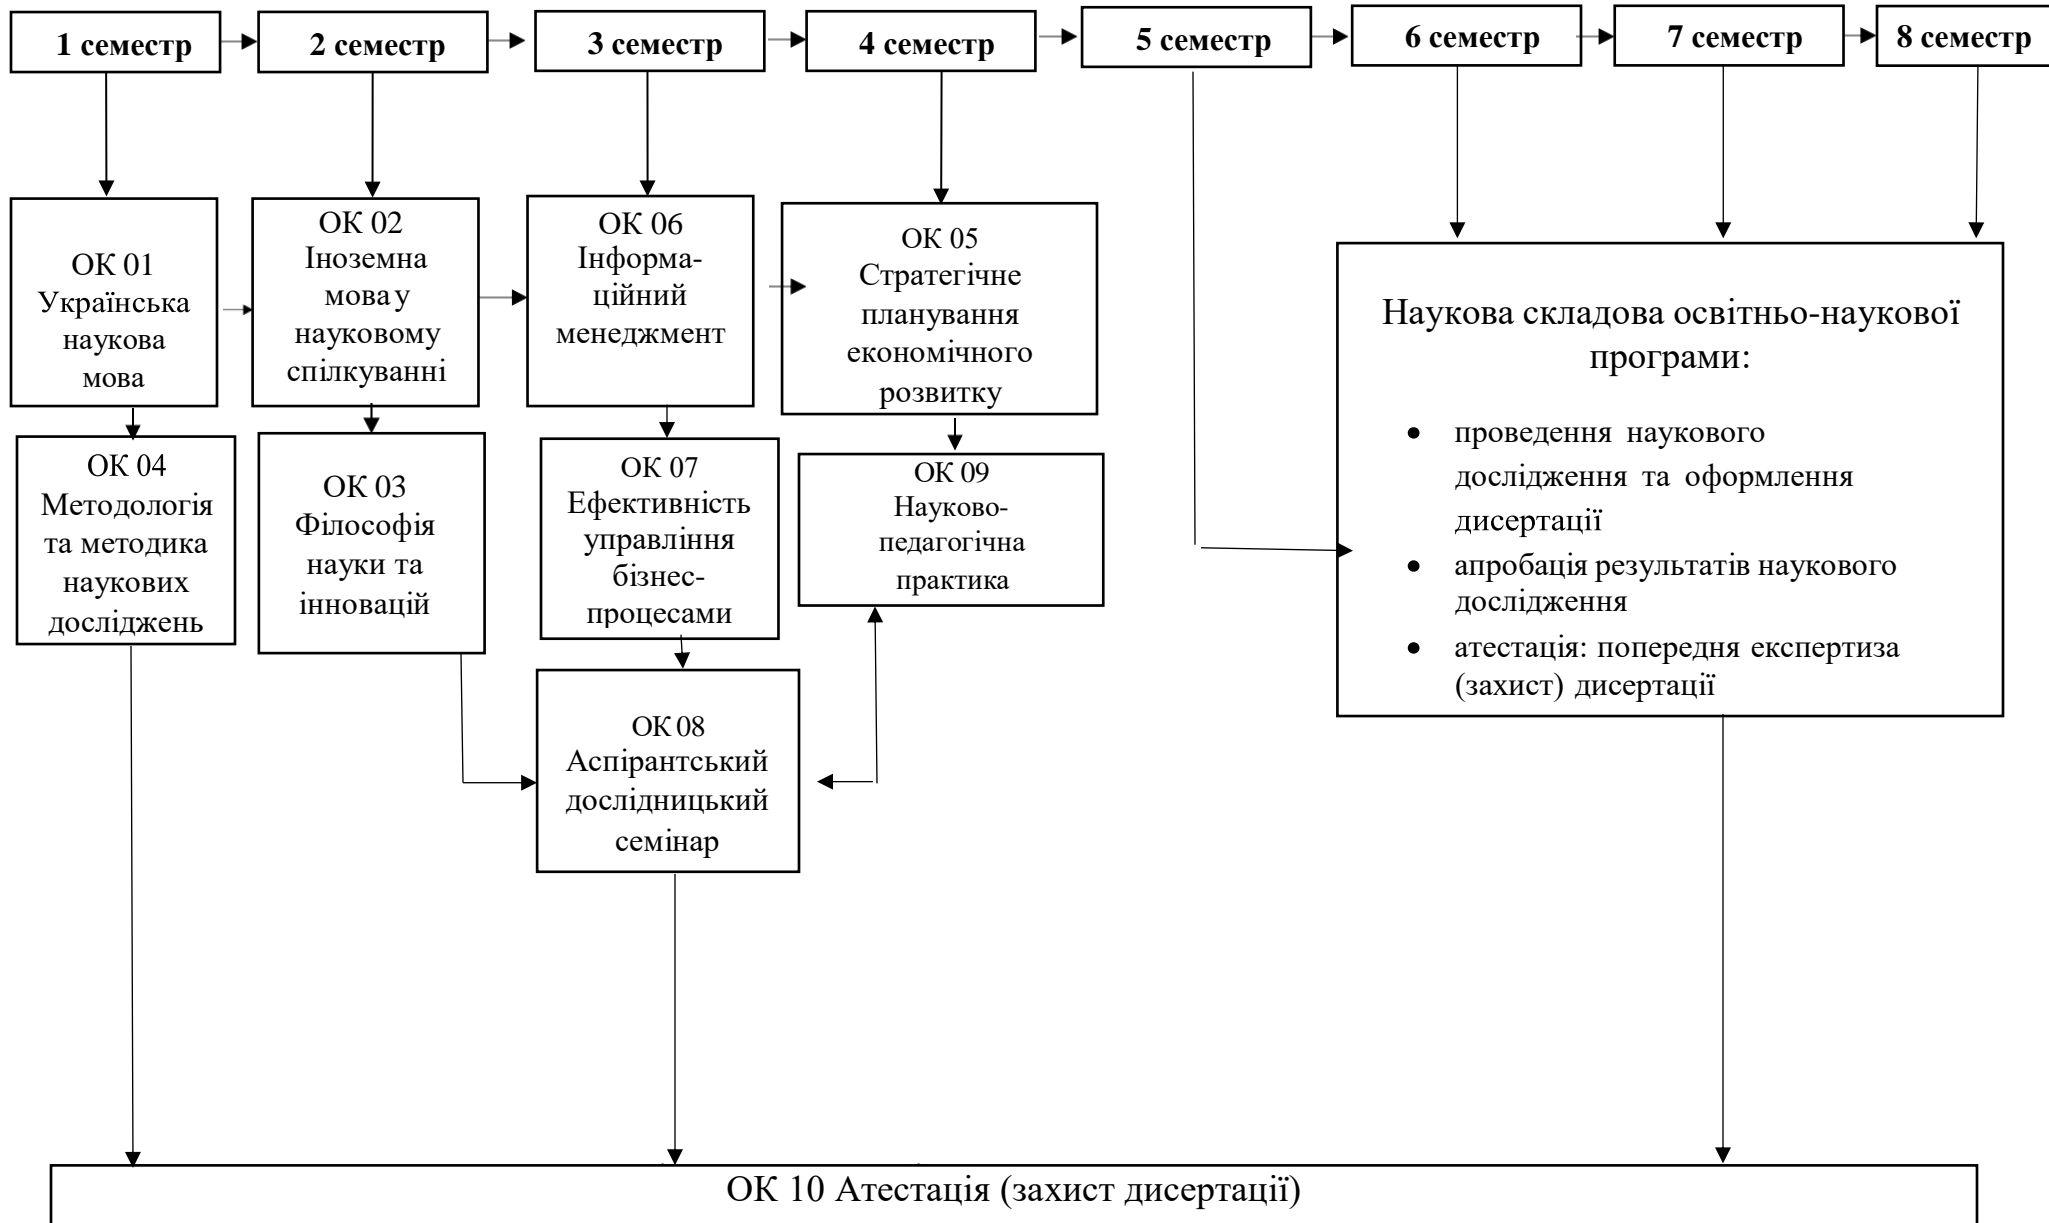 1 семестр
2 семестр
3 семестр
4 семестр
5 семестр
6 семестр
7 семестр
8 семестр
ОК 01
Українська
наукова
мова
ОК 02
Іноземна
мова у
науковому
спілкуванні
ОК 06
Інформа-
ційний
менеджмент
ОК 05
Стратегічне
планування
економічного
розвитку
ОК 04
Методологія
та методика
наукових
досліджень
ОК 03
Філософія
науки та
інновацій
ОК 07
Ефективність
управління
бізнес-
процесами
ОК 09
Науково-
педагогічна
практика
ОК 08
Аспірантський
дослідницький
семінар
Наукова складова освітньо-наукової
програми:
• проведення наукового
дослідження та оформлення
дисертації
• апробація результатів наукового
дослідження
• атестація: попередня експертиза
(захист) дисертації
ОК 10 Атестація (захист дисертації)